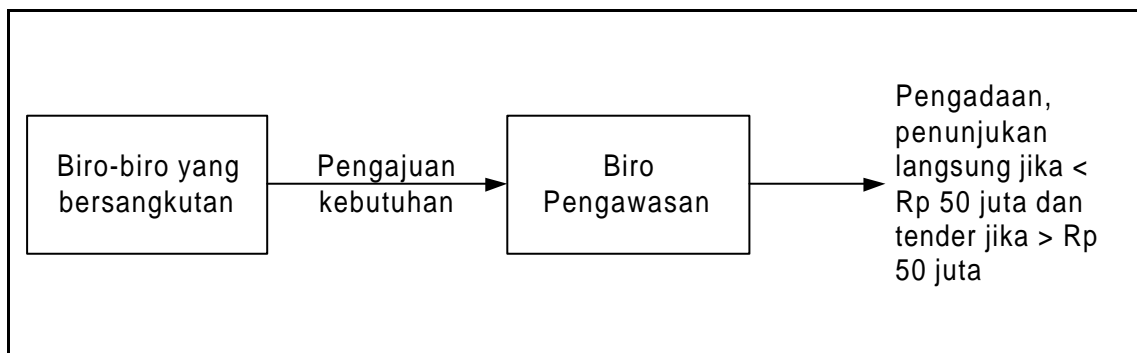 Biro-biro yang
bersangkutan
Pengajuan
kebutuhan
Biro
Pengawasan
Pengadaan,
penunjukan
langsung jika <
Rp 50 juta dan
tender jika > Rp
50 juta